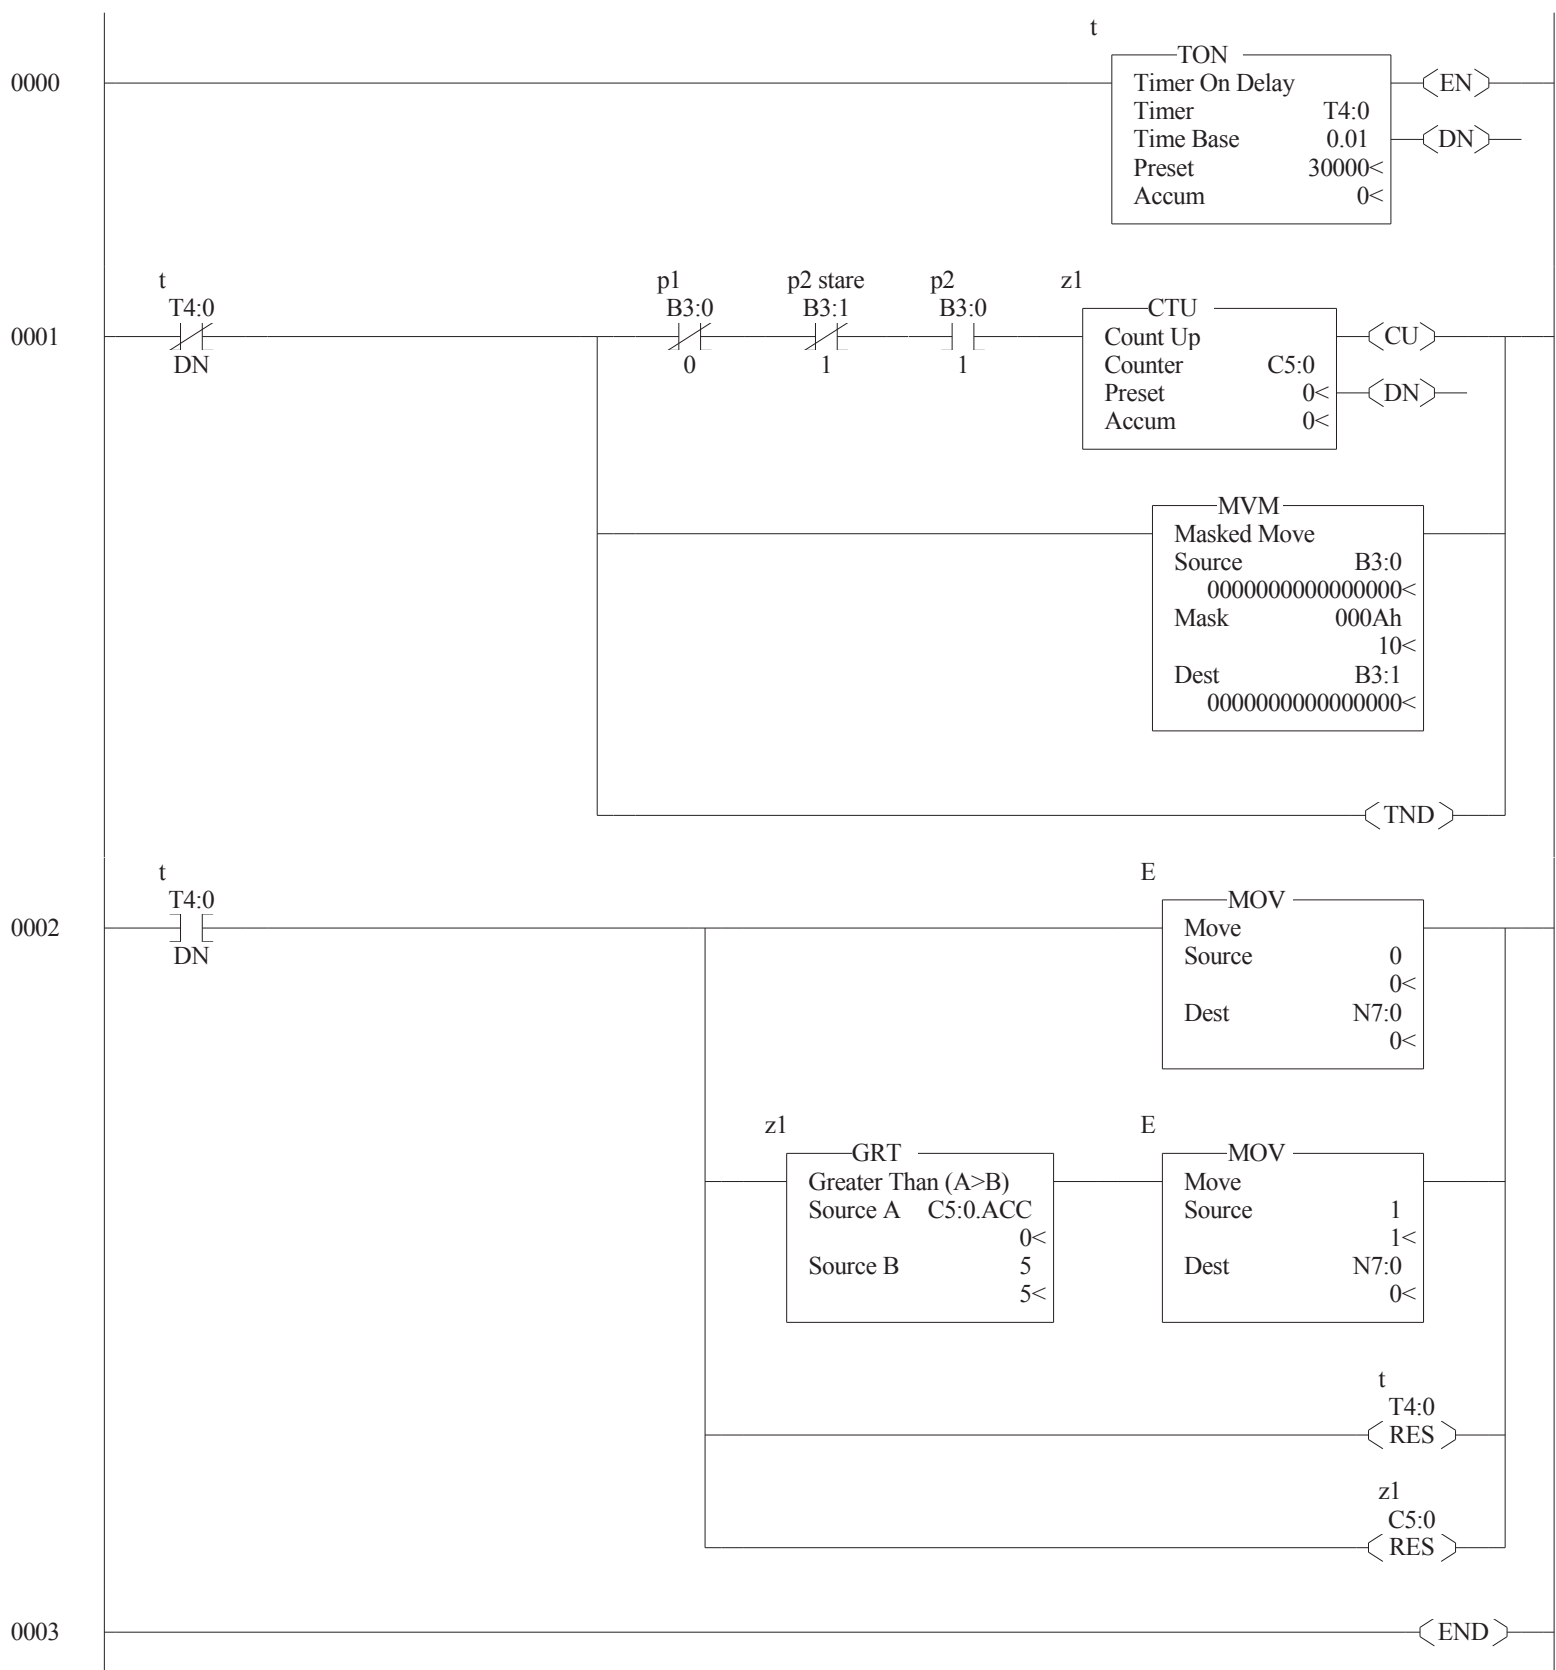 t
TON
0000
Timer On Delay
EN
Timer T4:0
Time Base 0.01
DN
Preset 30000<
Accum 0<
t
T4:0
DN
0001
p1
B3:0
0
p2 stare
B3:1
1
p2
B3:0
1
z1
CTU
Count Up
CU
Counter C5:0
Preset 0<
DN
Accum 0<
MVM
Masked Move
Source B3:0
0000000000000000<
Mask 000Ah
10<
Dest B3:1
0000000000000000<
TND
t
T4:0
DN
0002
E
MOV
Move
Source 0
0<
Dest N7:0
0<
z1
GRT
Greater Than (A>B)
Source A C5:0.ACC
0<
Source B 5
5<
E
MOV
Move
Source 1
1<
Dest N7:0
0<
t
T4:0
RES
z1
C5:0
RES
0003
END